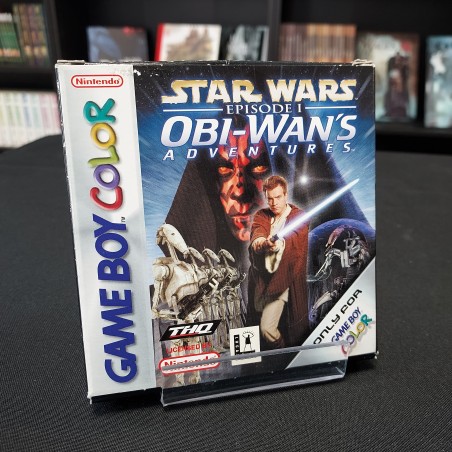 Nintendo
GAME BOY COLOR
TM
STAR WARS
EPISODE I
OBI-WAN'S
ADVENTURES
THQ
LICENSED BY
Nintendo
ONLY FOR
GAME BOY
COLOR